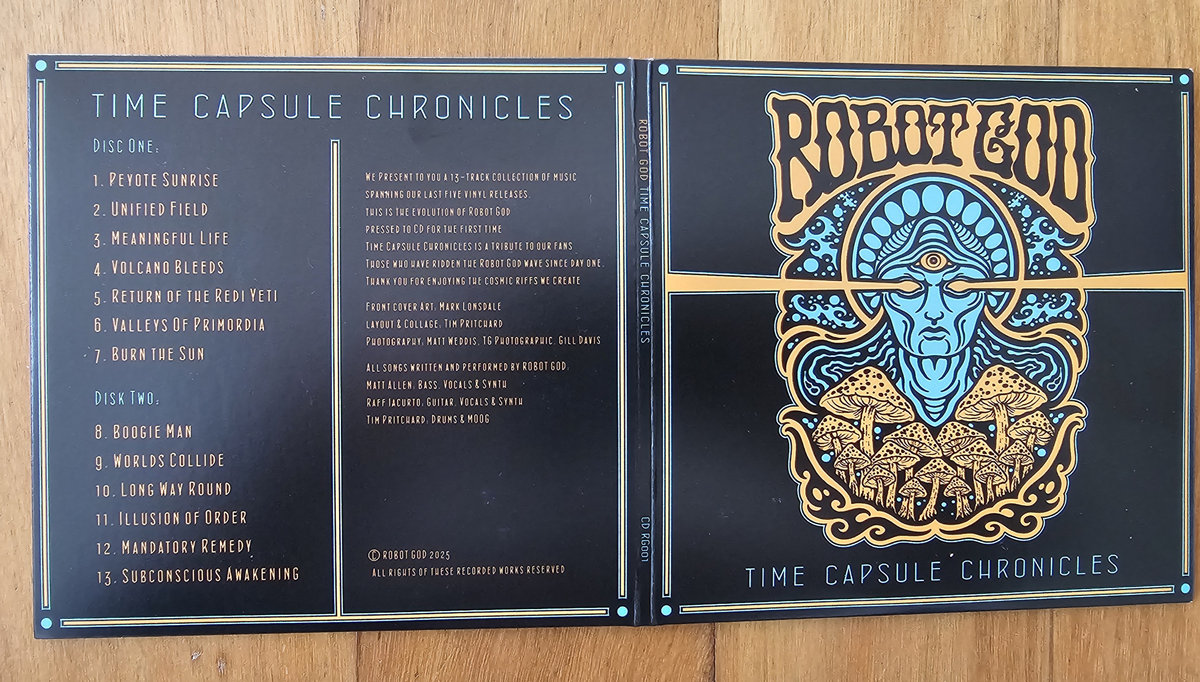 TIME CAPSULE CHRONICLES
DISC ONE:
1. PEYOTE SUNRISE
2. UNIFIED FIELD
3. MEANINGFUL LIFE
4. VOLCANO BLEEDS
5. RETURN OF THE REDI YETI
6. VALLEYS OF PRIMORDIA
7. BURN THE SUN
DISK TWO:
8. BOOGIE MAN
9. WORLDS COLLIDE
10. LONG WAY ROUND
11. ILLUSION OF ORDER
12. MANDATORY REMEDY
13. SUBCONSCIOUS AWAKENING
WE PRESENT TO YOU A 13-TRACK COLLECTION OF MUSIC
SPANNING OUR LAST FIVE VINYL RELEASES.
THIS IS THE EVOLUTION OF ROBOT GOD
PRESSED TO CD FOR THE FIRST TIME
TIME CAPSULE CHRONICLES IS A TRIBUTE TO OUR FANS
THOSE WHO HAVE RIDDEN THE ROBOT GOD WAVE SINCE DAY ONE.
THANK YOU FOR ENJOYING THE COSMIC RIFFS WE CREATE
FRONT COVER ART, MARK LONSDALE
LAYOUT & COLLAGE, TIM PRITCHARD
PHOTOGRAPHY, MATT WEDDIS, TG PHOTOGRAPHIC, GILL DAVIS
ALL SONGS WRITTEN AND PERFORMED BY ROBOT GOD,
MATT ALLEN, BASS, VOCALS & SYNTH
RAFF IACURTO, GUITAR, VOCALS & SYNTH
TIM PRITCHARD, DRUMS & MOOG
© ROBOT GOD 2025
ALL RIGHTS OF THESE RECORDED WORKS RESERVED
ROBOT GOD TIME CAPSULE CHRONICLES
CD RG001
ROBOT GOD
TIME CAPSULE CHRONICLES